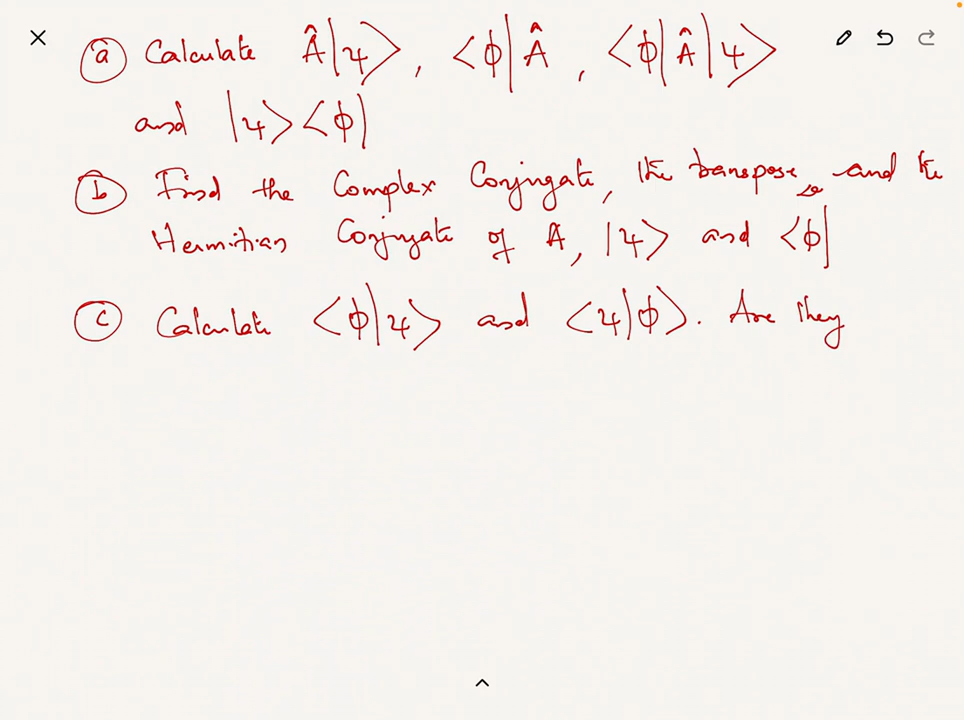 (a) Calculate Â|ψ>, <ϕ|Â, <ϕ|Â|ψ>
and |ψ><ϕ|
(b) Find the Complex Conjugate, the transpose and the
Hermitian Conjugate of A, |ψ> and <ϕ|
(c) Calculate <ϕ|ψ> and <ψ|ϕ>. Are they